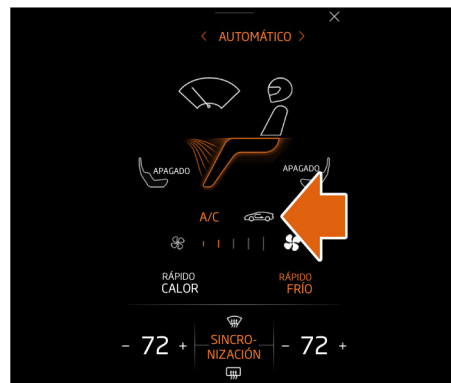 < AUTOMÁTICO >
APAGADO
APAGADO
A/C
RÁPIDO
CALOR
RÁPIDO
FRÍO
- 72 +
SINCRO-
NIZACIÓN
- 72 +